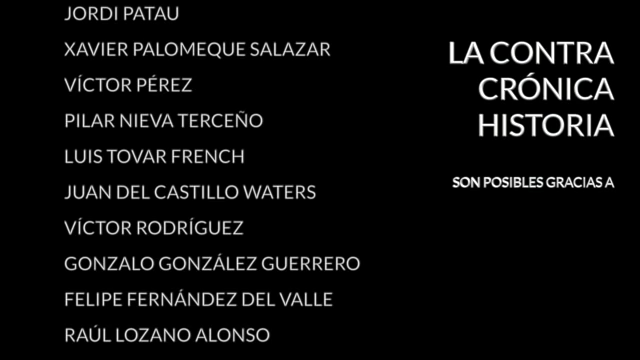 JORDI PATAU
XAVIER PALOMEQUE SALAZAR
VÍCTOR PÉREZ
PILAR NIEVA TERCEÑO
LUIS TOVAR FRENCH
JUAN DEL CASTILLO WATERS
VÍCTOR RODRÍGUEZ
GONZALO GONZÁLEZ GUERRERO
FELIPE FERNÁNDEZ DEL VALLE
RAÚL LOZANO ALONSO
LA CONTRA
CRÓNICA
HISTORIA
SON POSIBLES GRACIAS A